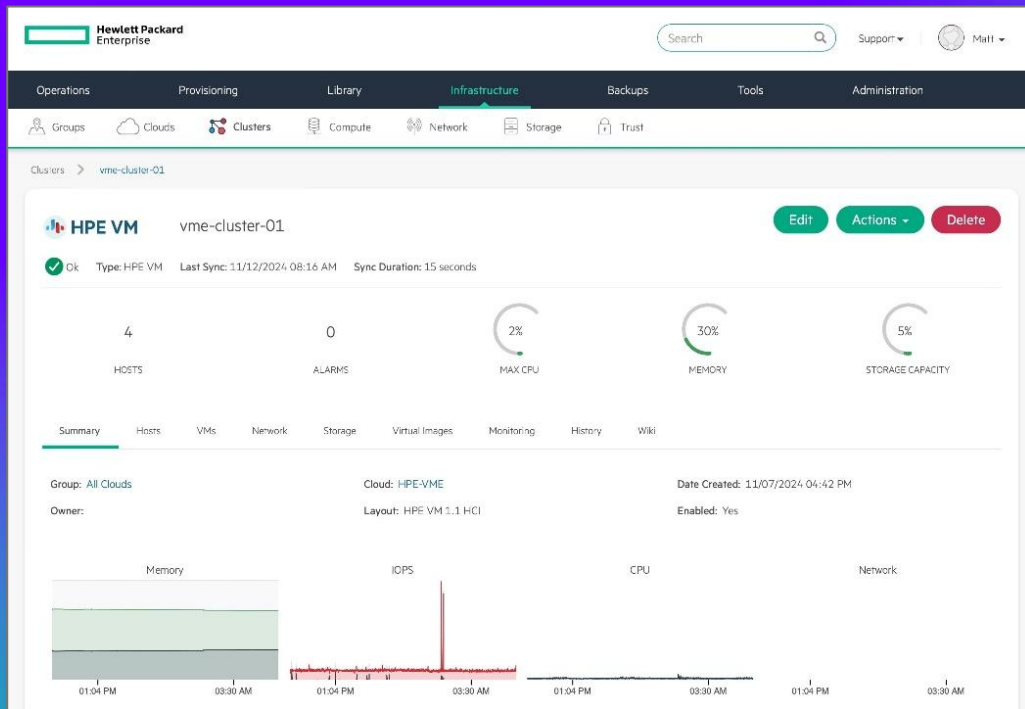 Hewlett Packard
Enterprise
Search
Support
Matt
Operations Provisioning Library Infrastructure Backups Tools Administration
Groups Clouds Clusters Compute Network Storage Trust
Clusters > vme-cluster-01
HPE VM vme-cluster-01
Edit Actions Delete
Ok Type: HPE VM Last Sync: 11/12/2024 08:16 AM Sync Duration: 15 seconds
4 0 2% 30% 5%
HOSTS ALARMS MAX CPU MEMORY STORAGE CAPACITY
Summary Hosts VMs Network Storage Virtual Images Monitoring History Wiki
Group: All Clouds Cloud: HPE-VME Date Created: 11/07/2024 04:42 PM
Owner: Layout: HPE VM 1.1 HCI Enabled: Yes
Memory IOPS CPU Network
01:04 PM 03:30 AM 01:04 PM 03:30 AM 01:04 PM 03:30 AM 01:04 PM 03:30 AM